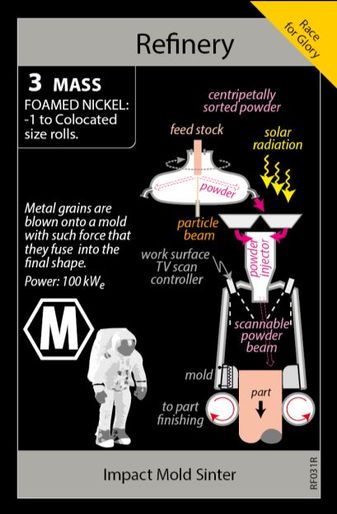 Race
for Glory
Refinery
3 MASS
FOAMED NICKEL:
-1 to Colocated
size rolls.
centripetally
sorted powder
feed stock
solar
radiation
powder
Metal grains are
blown onto a mold
with such force that
they fuse into the
final shape.
Power: 100 kWe
particle
beam
powder
injector
work surface
TV scan
controller
scannable
powder
beam
M
mold
part
to part
finishing
Impact Mold Sinter
RF031R